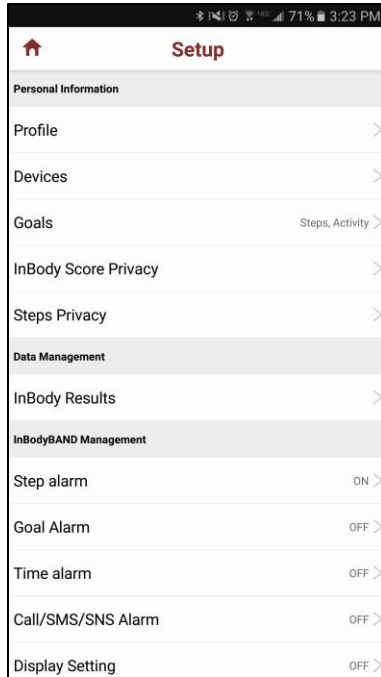 71% 3:23 PM
Setup
Personal Information
Profile
Devices
Goals Steps, Activity
InBody Score Privacy
Steps Privacy
Data Management
InBody Results
InBodyBAND Management
Step alarm ON
Goal Alarm OFF
Time alarm OFF
Call/SMS/SNS Alarm OFF
Display Setting OFF